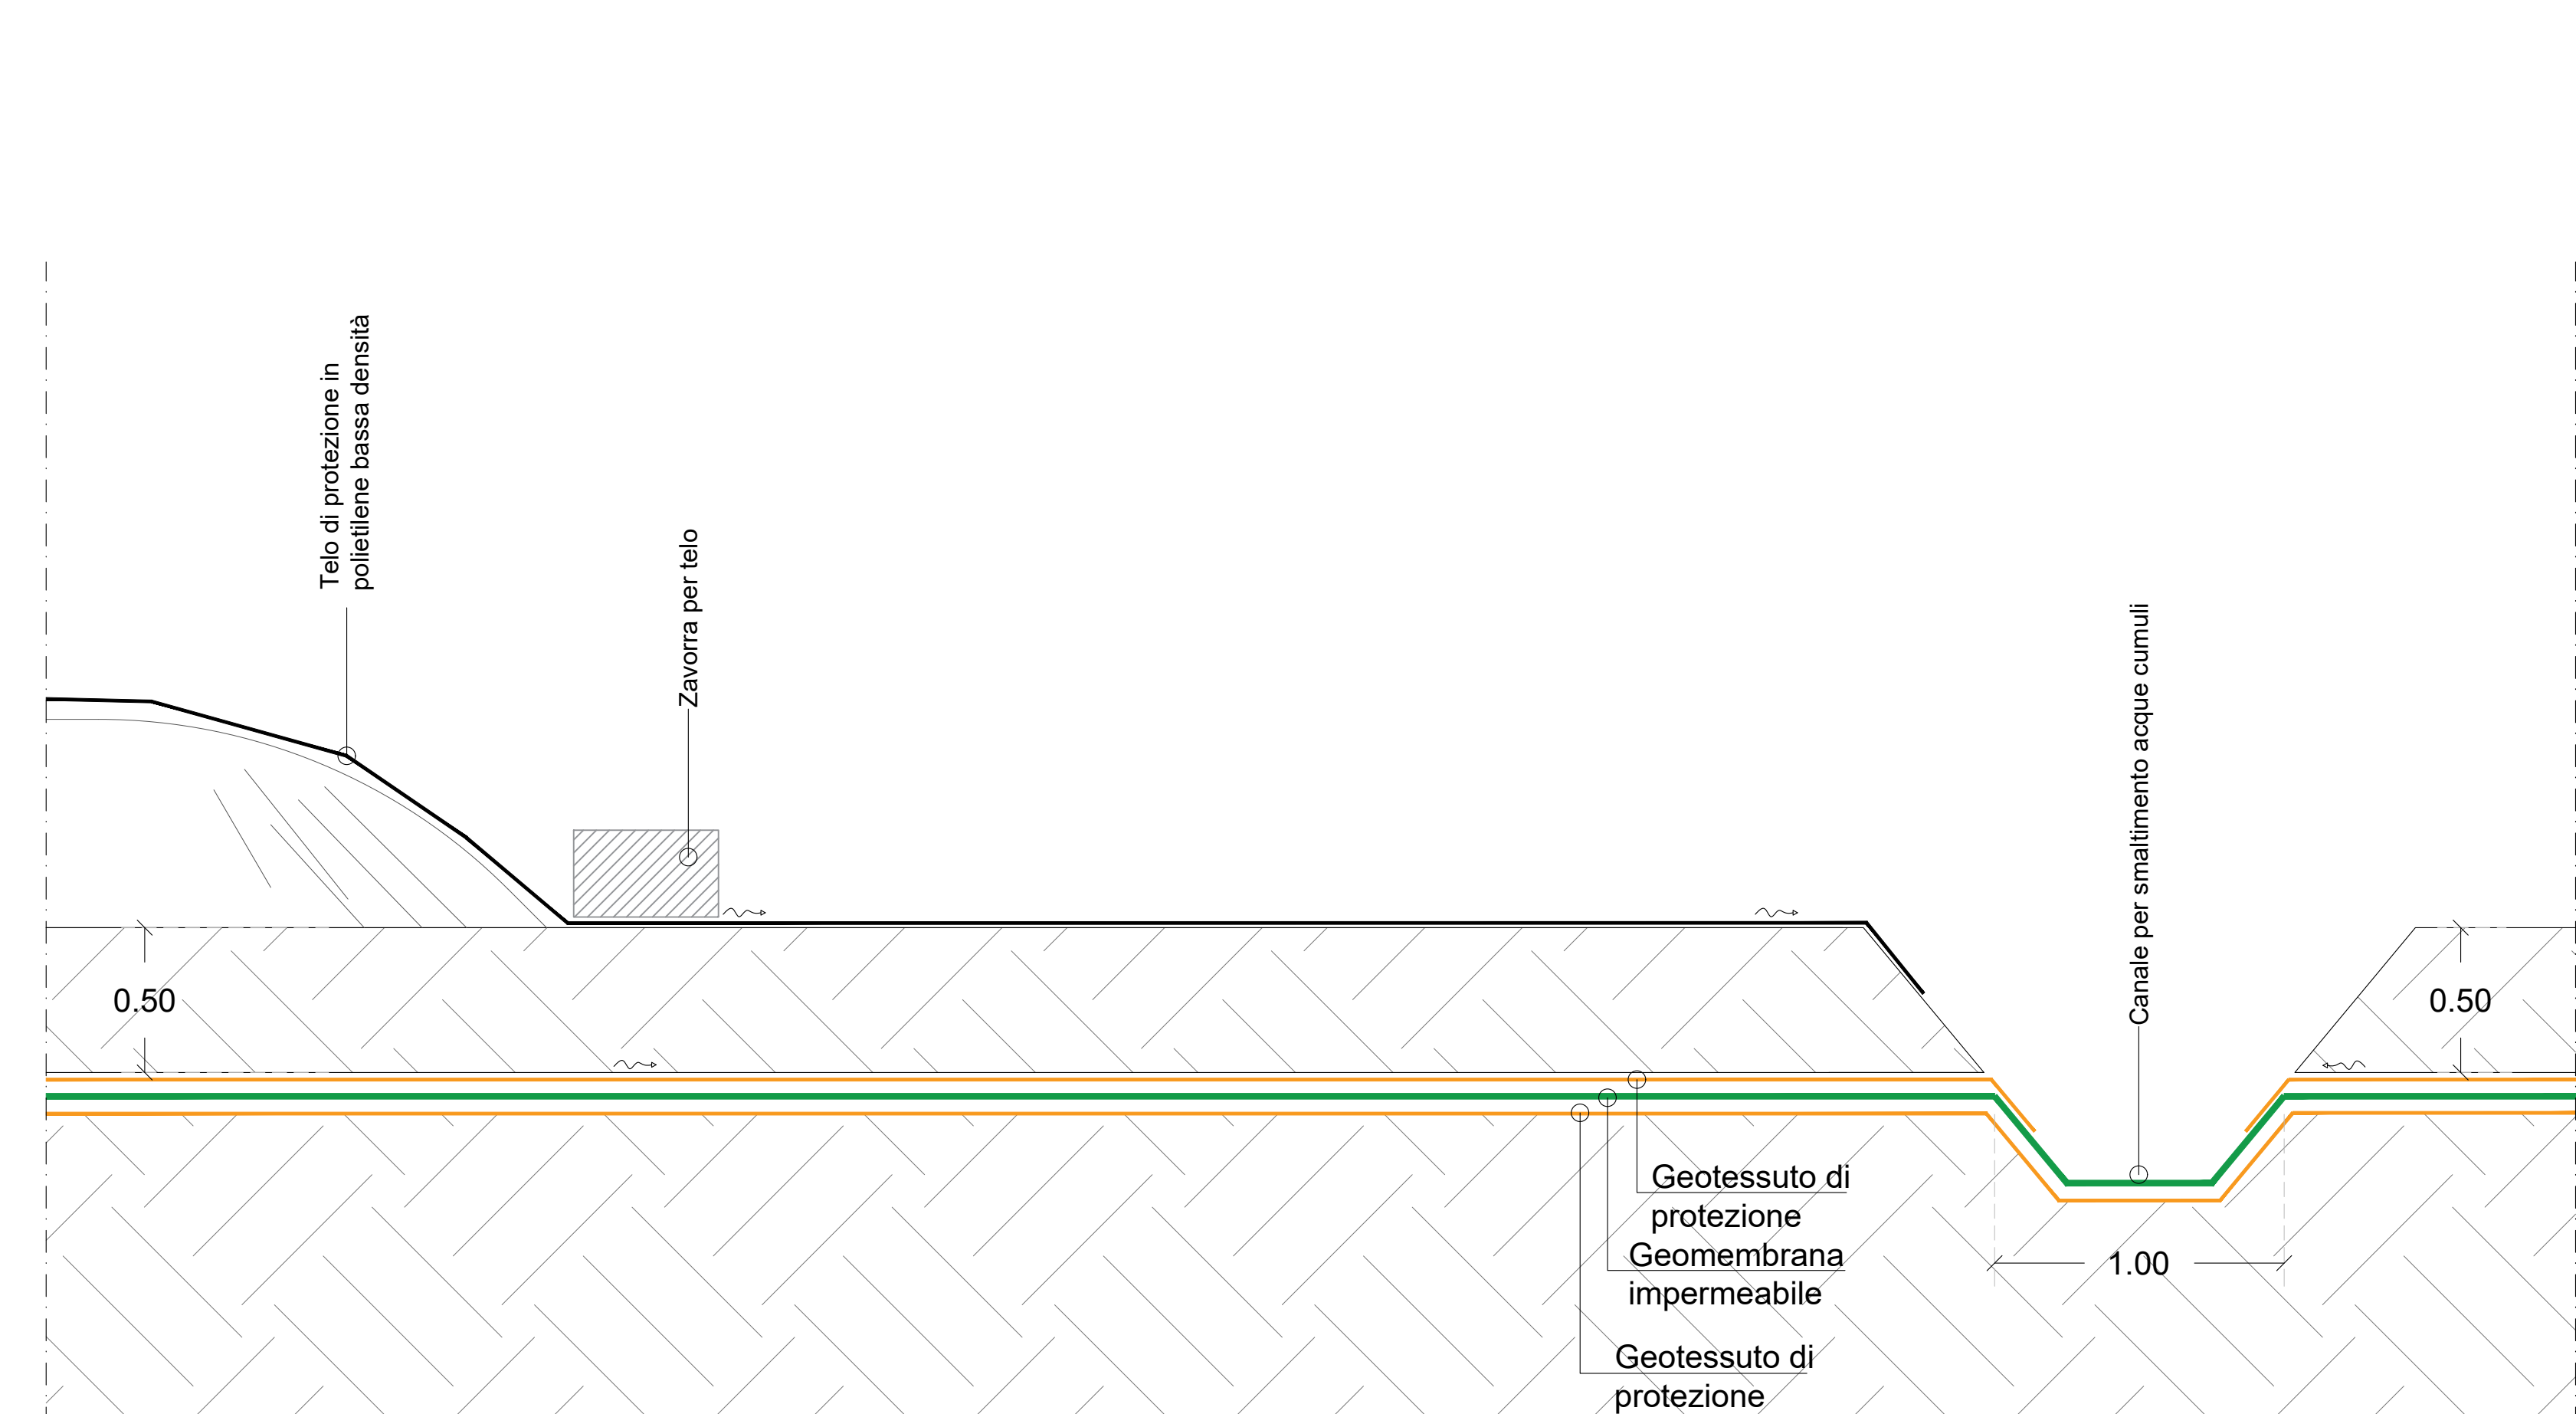 Telo di protezione in
polietilene bassa densità
Zavorra per telo
Canale per smaltimento acque cumuli
0.50
0.50
Geotessuto di
protezione
Geomembrana
impermeabile
1.00
Geotessuto di
protezione